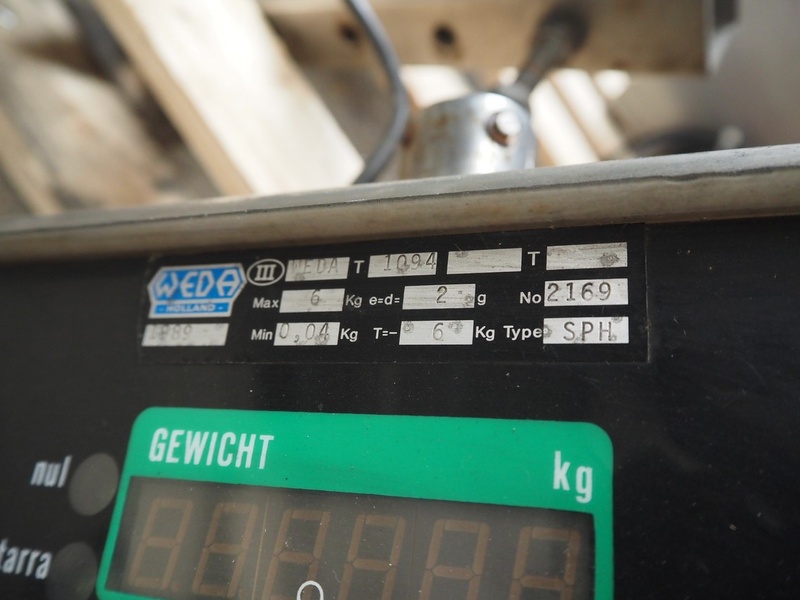 WEDA
HOLLAND
III WEDA T 1094 T
Max 6 Kg e=d= 2 g No 2169
Min 0,04 Kg T=- 6 Kg Type SPH
GEWICHT
kg
nul
tarra